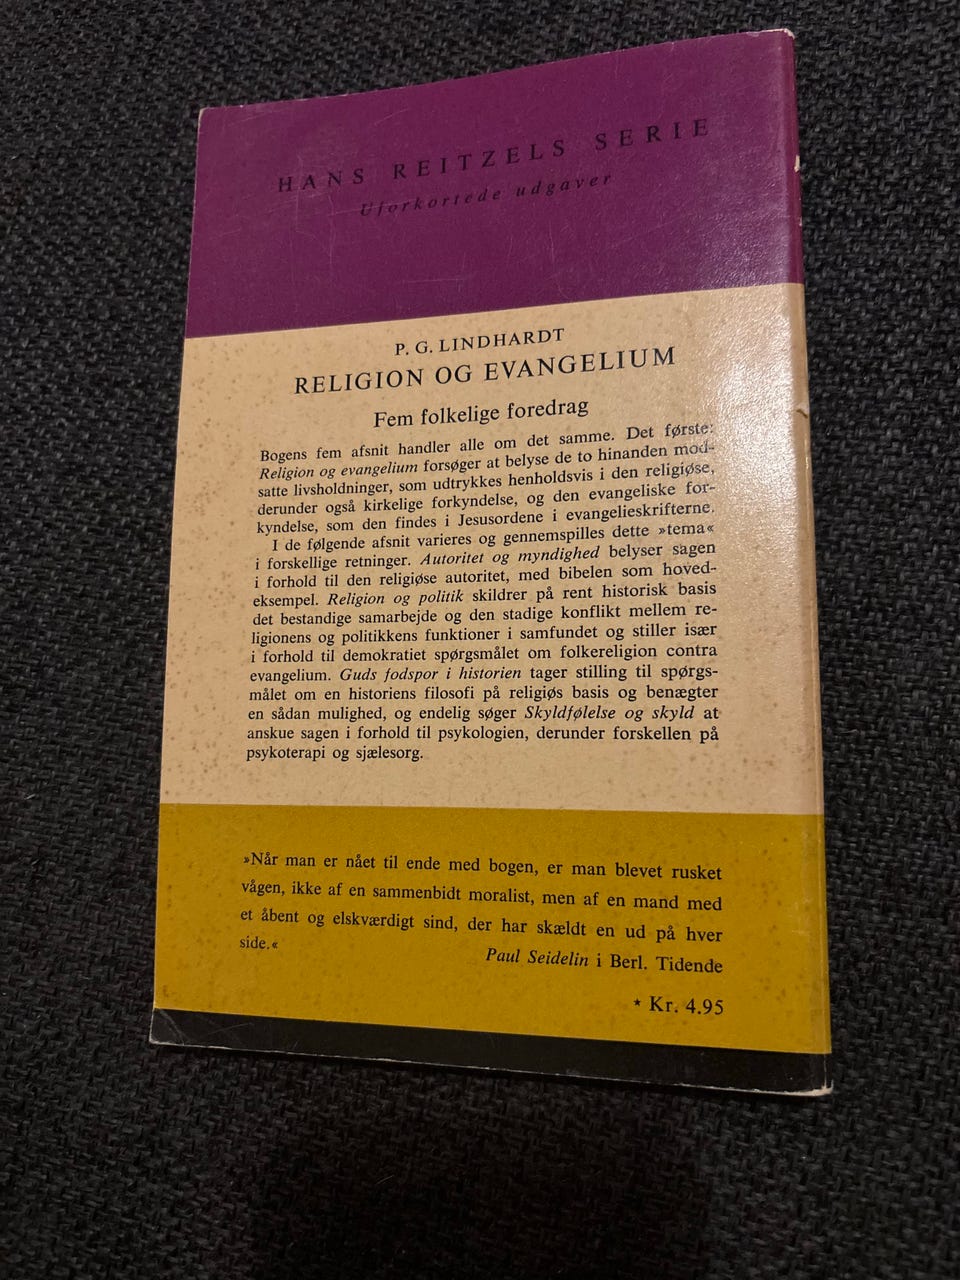 HANS REITZELS SERIE
Uforkortede udgaver
P. G. LINDHARDT
RELIGION OG EVANGELIUM
Fem folkelige foredrag
Bogens fem afsnit handler alle om det samme. Det første:
Religion og evangelium forsøger at belyse de to hinanden mod-
satte livsholdninger, som udtrykkes henholdsvis i den religiøse,
derunder også kirkelige forkyndelse, og den evangeliske for-
kyndelse, som den findes i Jesusordene i evangelieskrifterne.
I de følgende afsnit varieres og gennemspilles dette »tema«
i forskellige retninger. Autoritet og myndighed belyser sagen
i forhold til den religiøse autoritet, med bibelen som hoved-
eksempel. Religion og politik skildrer på rent historisk basis
det bestandige samarbejde og den stadige konflikt mellem re-
ligionens og politikkens funktioner i samfundet og stiller især
i forhold til demokratiet spørgsmålet om folkereligion contra
evangelium. Guds fodspor i historien tager stilling til spørgs-
målet om en historiens filosofi på religiøs basis og benægter
en sådan mulighed, og endelig søger Skyldfølelse og skyld at
anskue sagen i forhold til psykologien, derunder forskellen på
psykoterapi og sjælesorg.
»Når man er nået til ende med bogen, er man blevet rusket
vågen, ikke af en sammenbidt moralist, men af en mand med
et åbent og elskværdigt sind, der har skældt en ud på hver
side.«
Paul Seidelin i Berl. Tidende
* Kr. 4.95